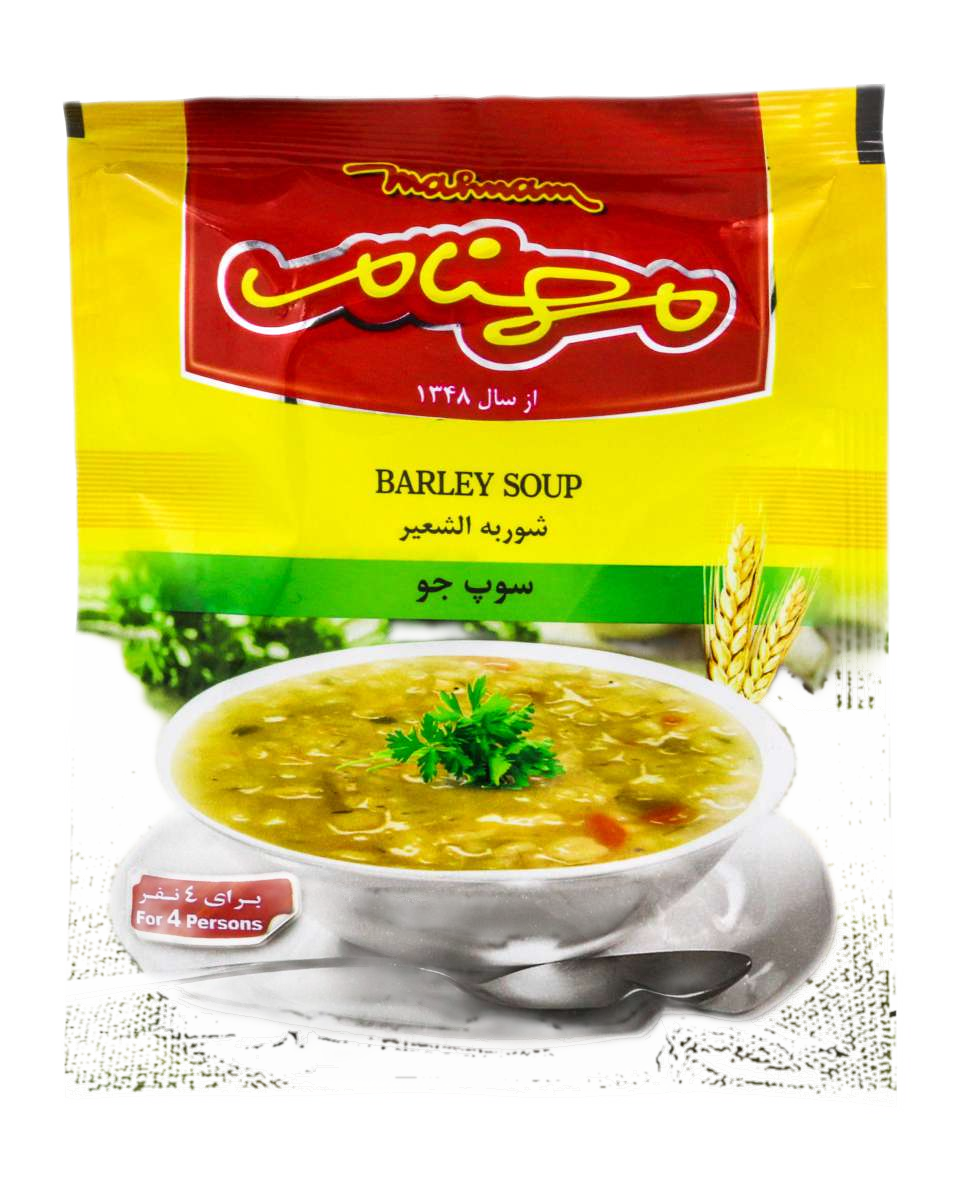 mahnam
مهنام
از سال ۱۳۴۸
BARLEY SOUP
شوربه الشعير
سوپ جو
برای ٤ نفر
For 4 Persons